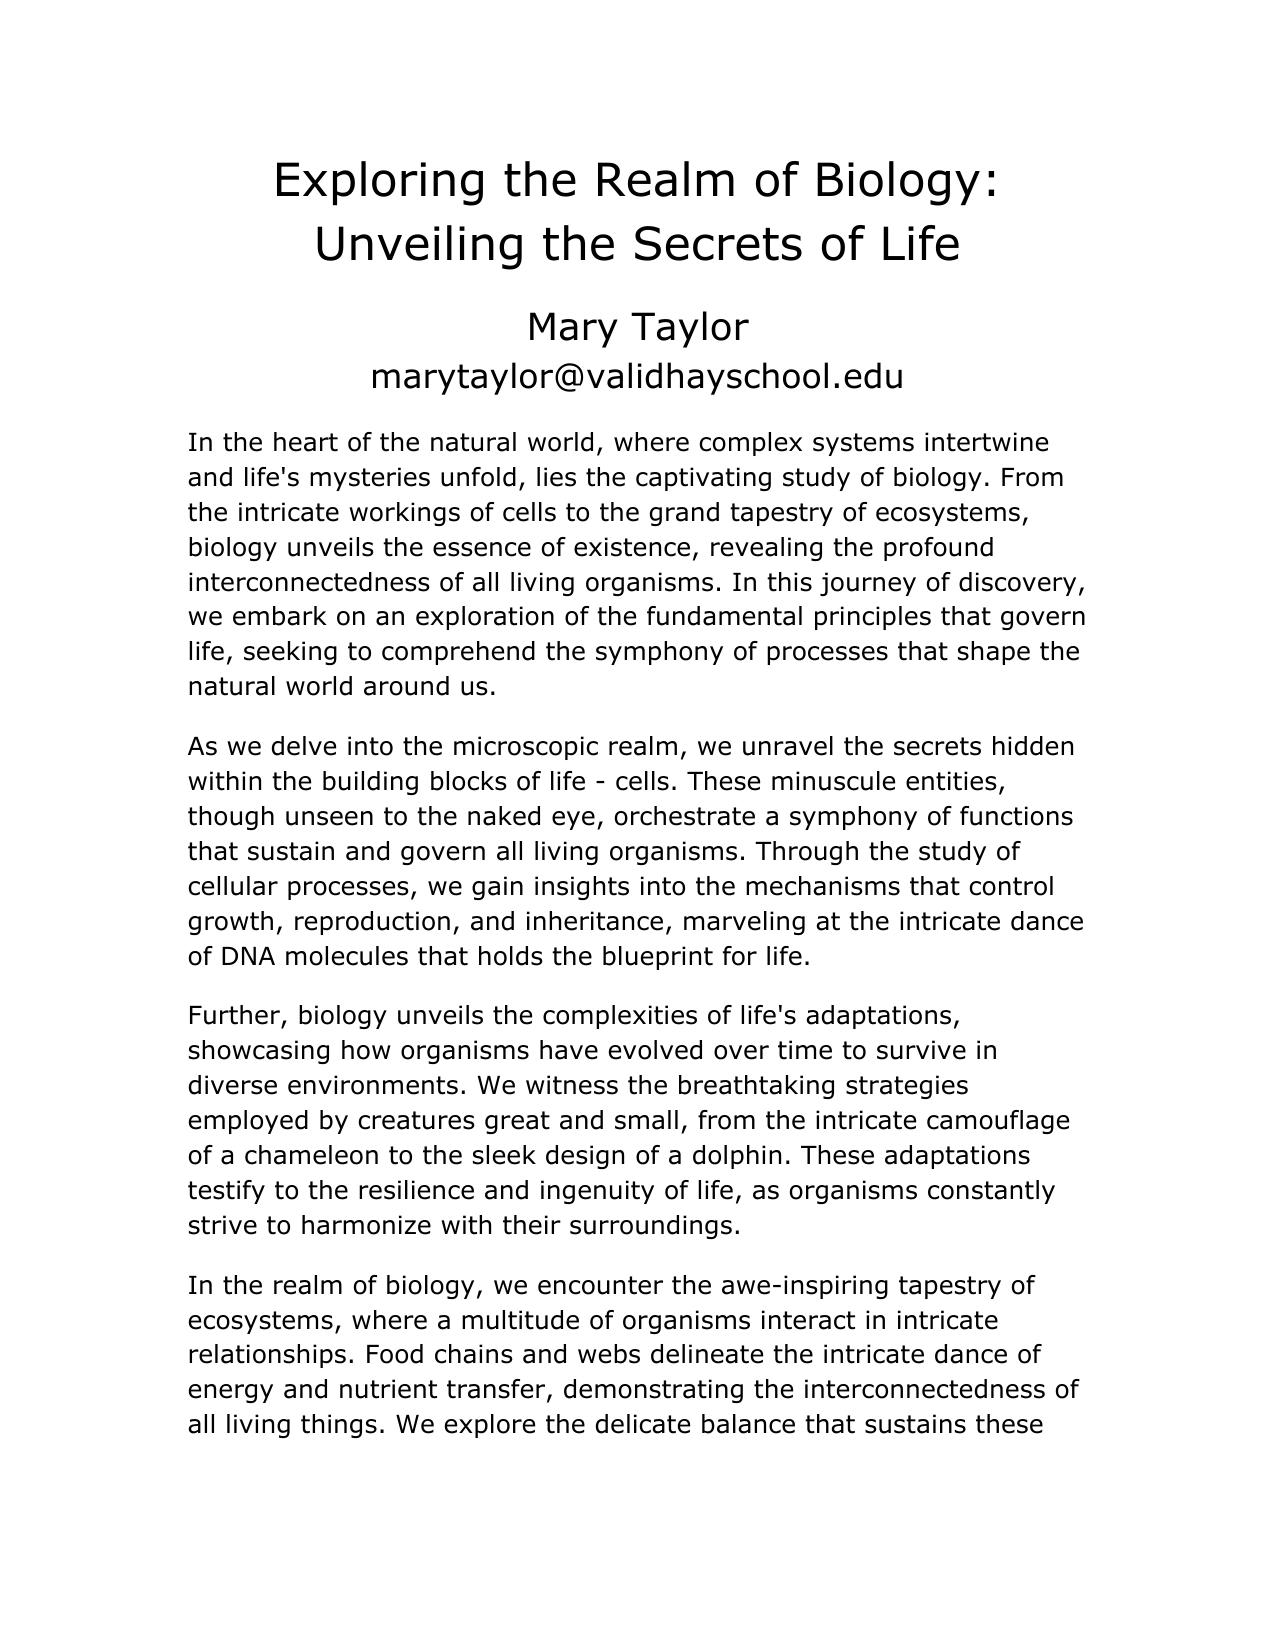 Exploring the Realm of Biology:
Unveiling the Secrets of Life
Mary Taylor
marytaylor@validhayschool.edu
In the heart of the natural world, where complex systems intertwine
and life's mysteries unfold, lies the captivating study of biology. From
the intricate workings of cells to the grand tapestry of ecosystems,
biology unveils the essence of existence, revealing the profound
interconnectedness of all living organisms. In this journey of discovery,
we embark on an exploration of the fundamental principles that govern
life, seeking to comprehend the symphony of processes that shape the
natural world around us.
As we delve into the microscopic realm, we unravel the secrets hidden
within the building blocks of life - cells. These minuscule entities,
though unseen to the naked eye, orchestrate a symphony of functions
that sustain and govern all living organisms. Through the study of
cellular processes, we gain insights into the mechanisms that control
growth, reproduction, and inheritance, marveling at the intricate dance
of DNA molecules that holds the blueprint for life.
Further, biology unveils the complexities of life's adaptations,
showcasing how organisms have evolved over time to survive in
diverse environments. We witness the breathtaking strategies
employed by creatures great and small, from the intricate camouflage
of a chameleon to the sleek design of a dolphin. These adaptations
testify to the resilience and ingenuity of life, as organisms constantly
strive to harmonize with their surroundings.
In the realm of biology, we encounter the awe-inspiring tapestry of
ecosystems, where a multitude of organisms interact in intricate
relationships. Food chains and webs delineate the intricate dance of
energy and nutrient transfer, demonstrating the interconnectedness of
all living things. We explore the delicate balance that sustains these